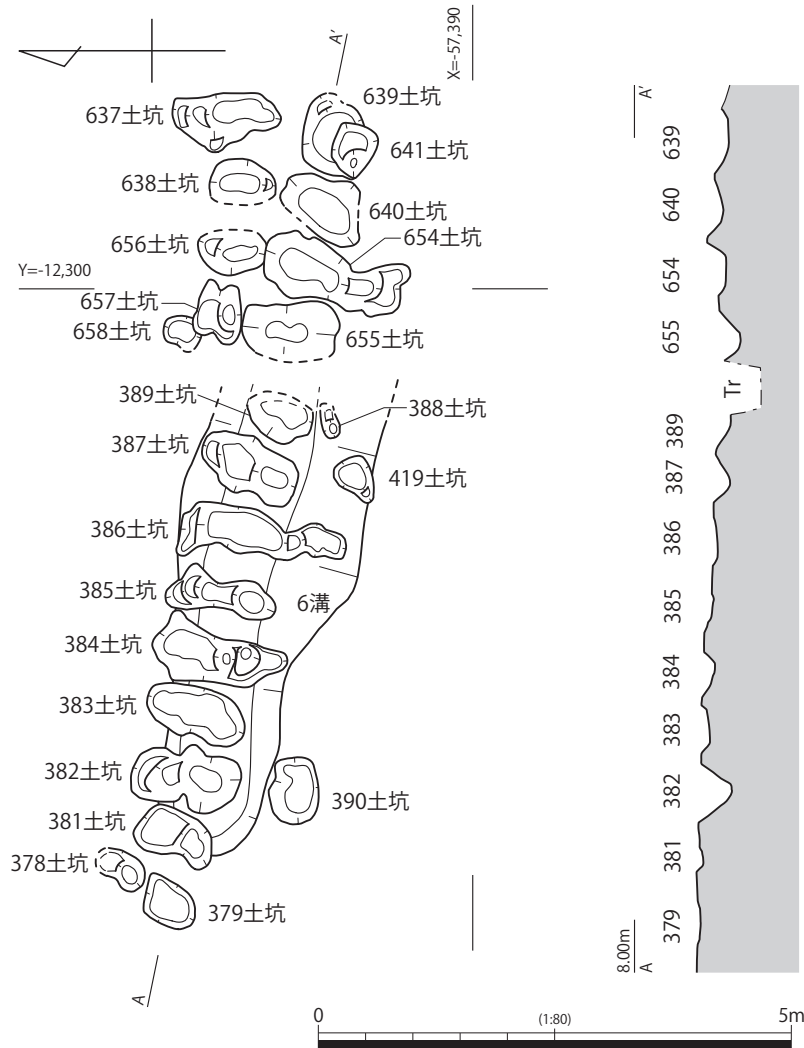 A′
X=-57,390
A′
637土坑
639土坑
641土坑
639
638土坑
640土坑
640
656土坑
654土坑
Y=-12,300
654
657土坑
658土坑
655土坑
655
Tr
389土坑
388土坑
389
387土坑
419土坑
387
386土坑
386
385土坑
6溝
385
384土坑
384
383土坑
383
382土坑
390土坑
382
381土坑
381
378土坑
379土坑
379
8.00m
A
A
0
(1:80)
5m